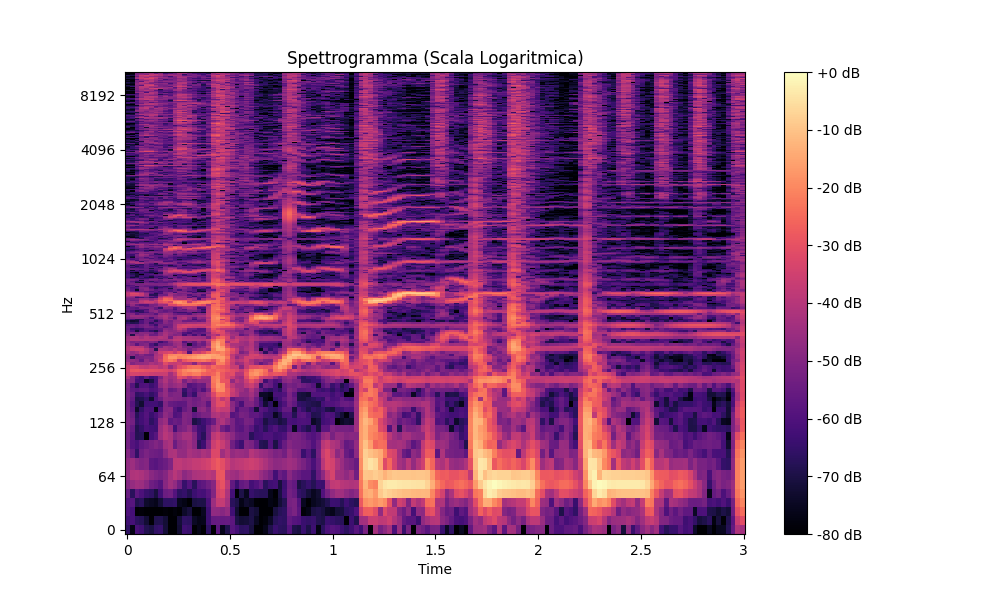 Spettrogramma (Scala Logaritmica)
8192
4096
2048
1024
512
256
128
64
0
Hz
0
0.5
1
1.5
2
2.5
3
Time
+0 dB
-10 dB
-20 dB
-30 dB
-40 dB
-50 dB
-60 dB
-70 dB
-80 dB